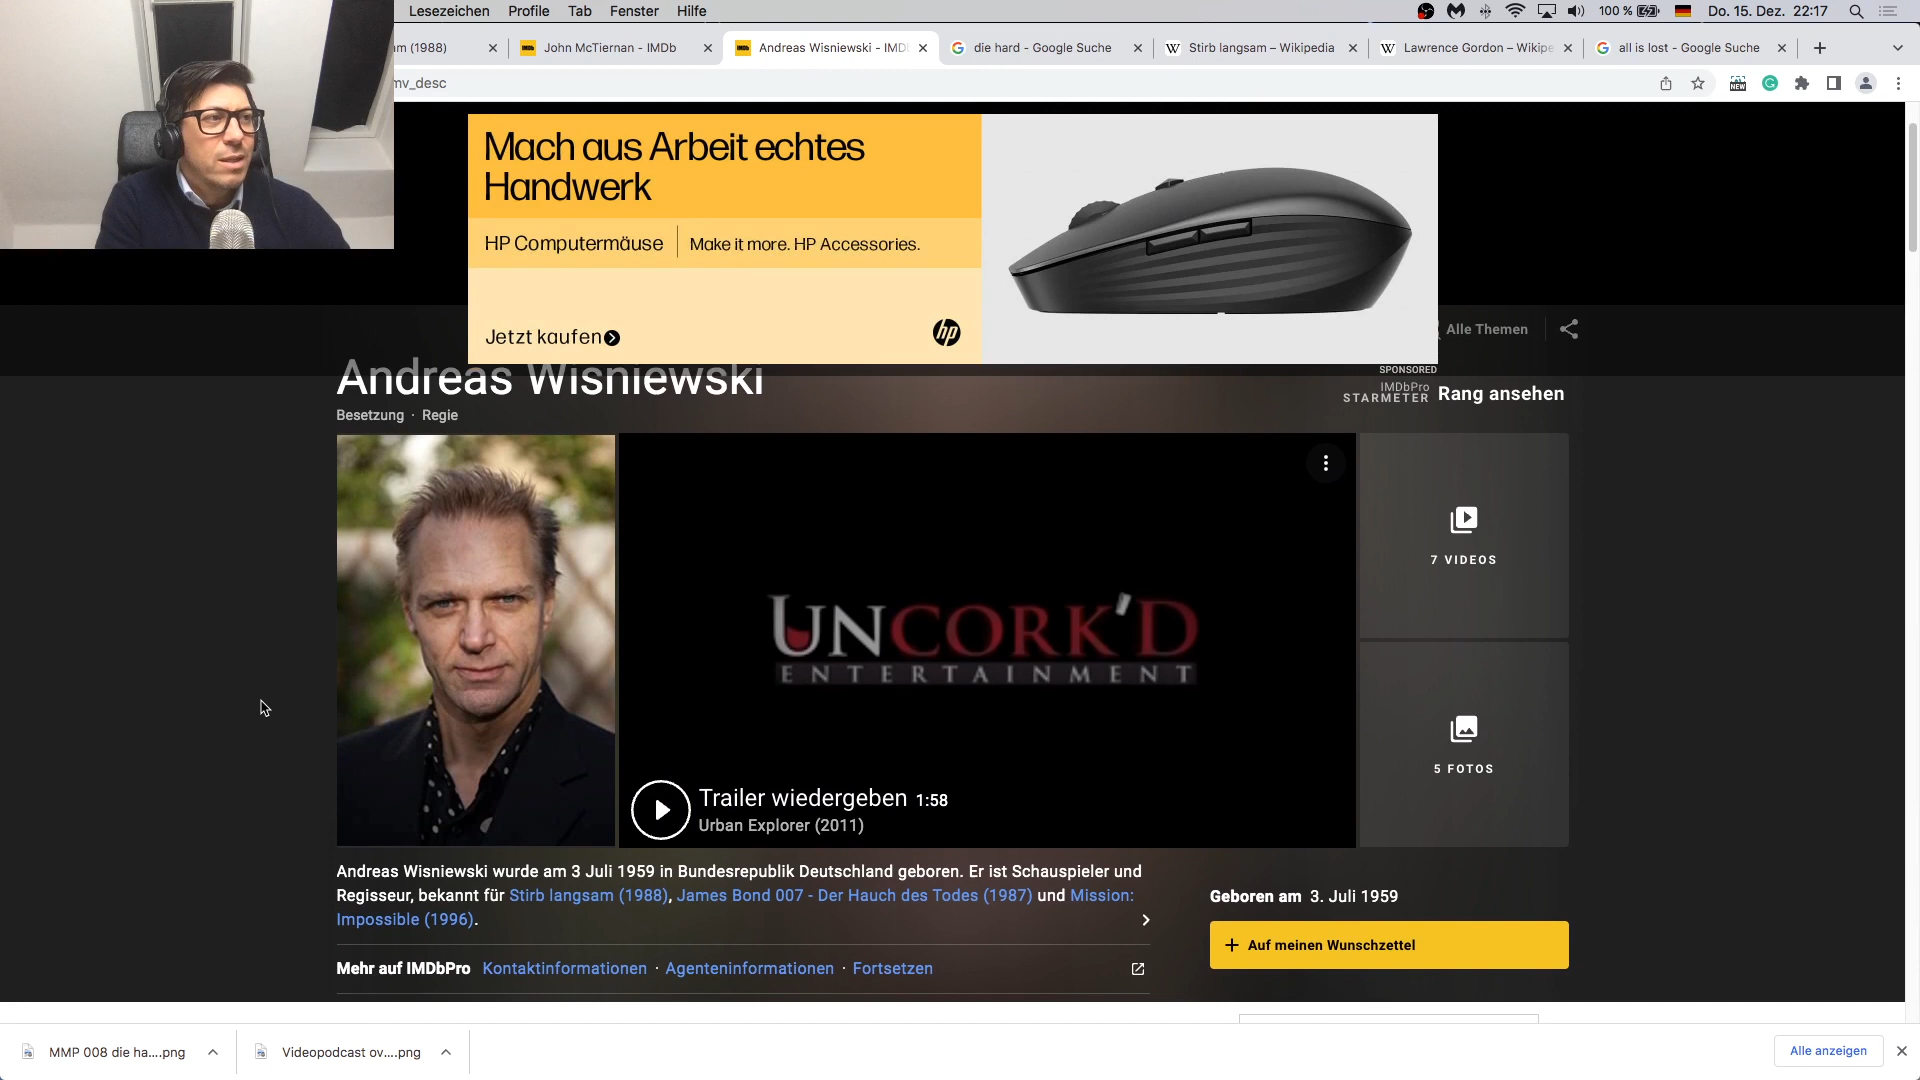 Lesezeichen Profile Tab Fenster Hilfe
100 % Do. 15. Dez. 22:17
m (1988)
John McTiernan - IMDb
Andreas Wisniewski - IMD
die hard - Google Suche
Stirb langsam – Wikipedia
Lawrence Gordon – Wikipe
all is lost - Google Suche
mv_desc
NEW
Mach aus Arbeit echtes
Handwerk
HP Computermäuse
Make it more. HP Accessories.
Jetzt kaufen
hp
Alle Themen
SPONSORED
Andreas Wisniewski
IMDbPro
STARMETER
Rang ansehen
Besetzung · Regie
UNCORK'D
ENTERTAINMENT
7 VIDEOS
5 FOTOS
Trailer wiedergeben 1:58
Urban Explorer (2011)
Andreas Wisniewski wurde am 3 Juli 1959 in Bundesrepublik Deutschland geboren. Er ist Schauspieler und
Regisseur, bekannt für Stirb langsam (1988), James Bond 007 - Der Hauch des Todes (1987) und Mission:
Impossible (1996).
Geboren am 3. Juli 1959
+ Auf meinen Wunschzettel
Mehr auf IMDbPro Kontaktinformationen · Agenteninformationen · Fortsetzen
MMP 008 die ha....png
Videopodcast ov....png
Alle anzeigen